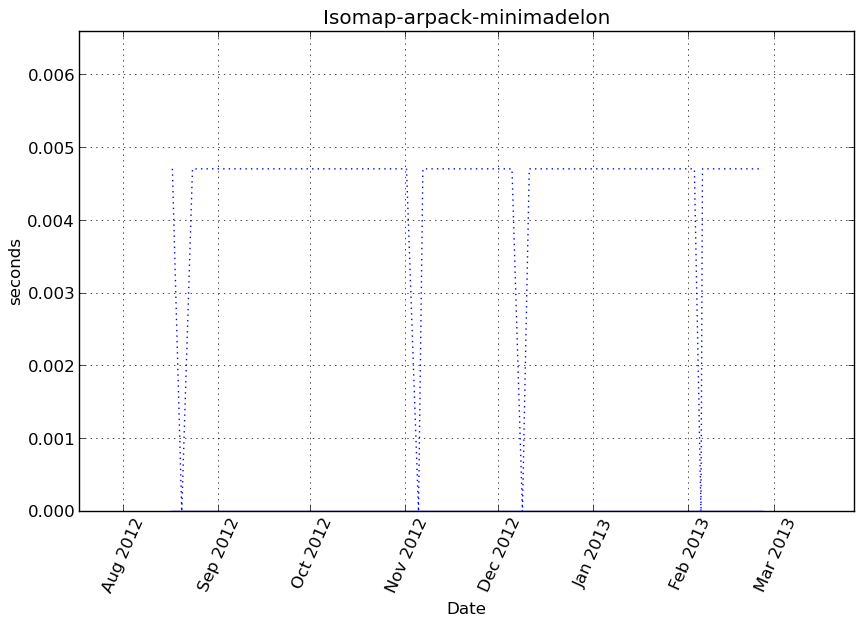 Isomap-arpack-minimadelon
0.006
0.005
0.004
0.003
0.002
0.001
0.000
seconds
Aug 2012
Sep 2012
Oct 2012
Nov 2012
Dec 2012
Jan 2013
Feb 2013
Mar 2013
Date